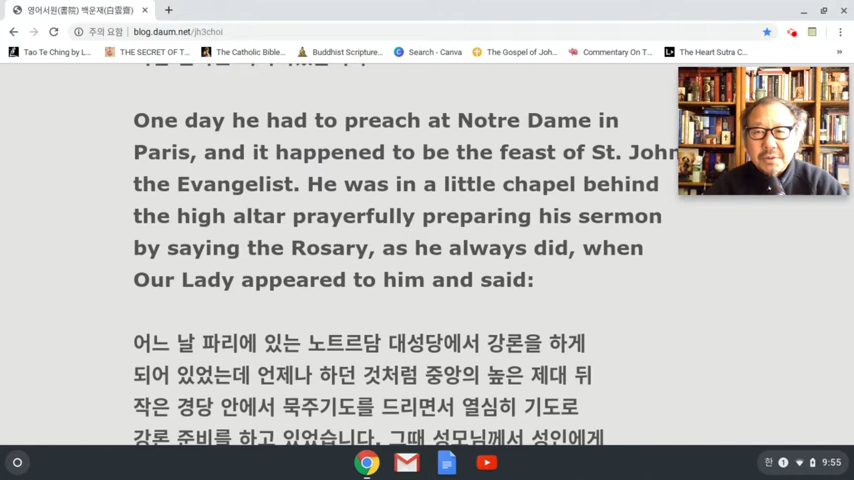 영어서원(書院) 백운재(白雲齋)
주의 요함
blog.daum.net/jh3choi
Tao Te Ching by L...
THE SECRET OF T...
The Catholic Bible...
Buddhist Scripture...
Search - Canva
The Gospel of Joh...
Commentary On T...
The Heart Sutra C...
One day he had to preach at Notre Dame in
Paris, and it happened to be the feast of St. John
the Evangelist. He was in a little chapel behind
the high altar prayerfully preparing his sermon
by saying the Rosary, as he always did, when
Our Lady appeared to him and said:
어느 날 파리에 있는 노트르담 대성당에서 강론을 하게
되어 있었는데 언제나 하던 것처럼 중앙의 높은 제대 뒤
작은 경당 안에서 묵주기도를 드리면서 열심히 기도로
강론 준비를 하고 있었습니다. 그때 성모님께서 성인에게
한
1
9:55